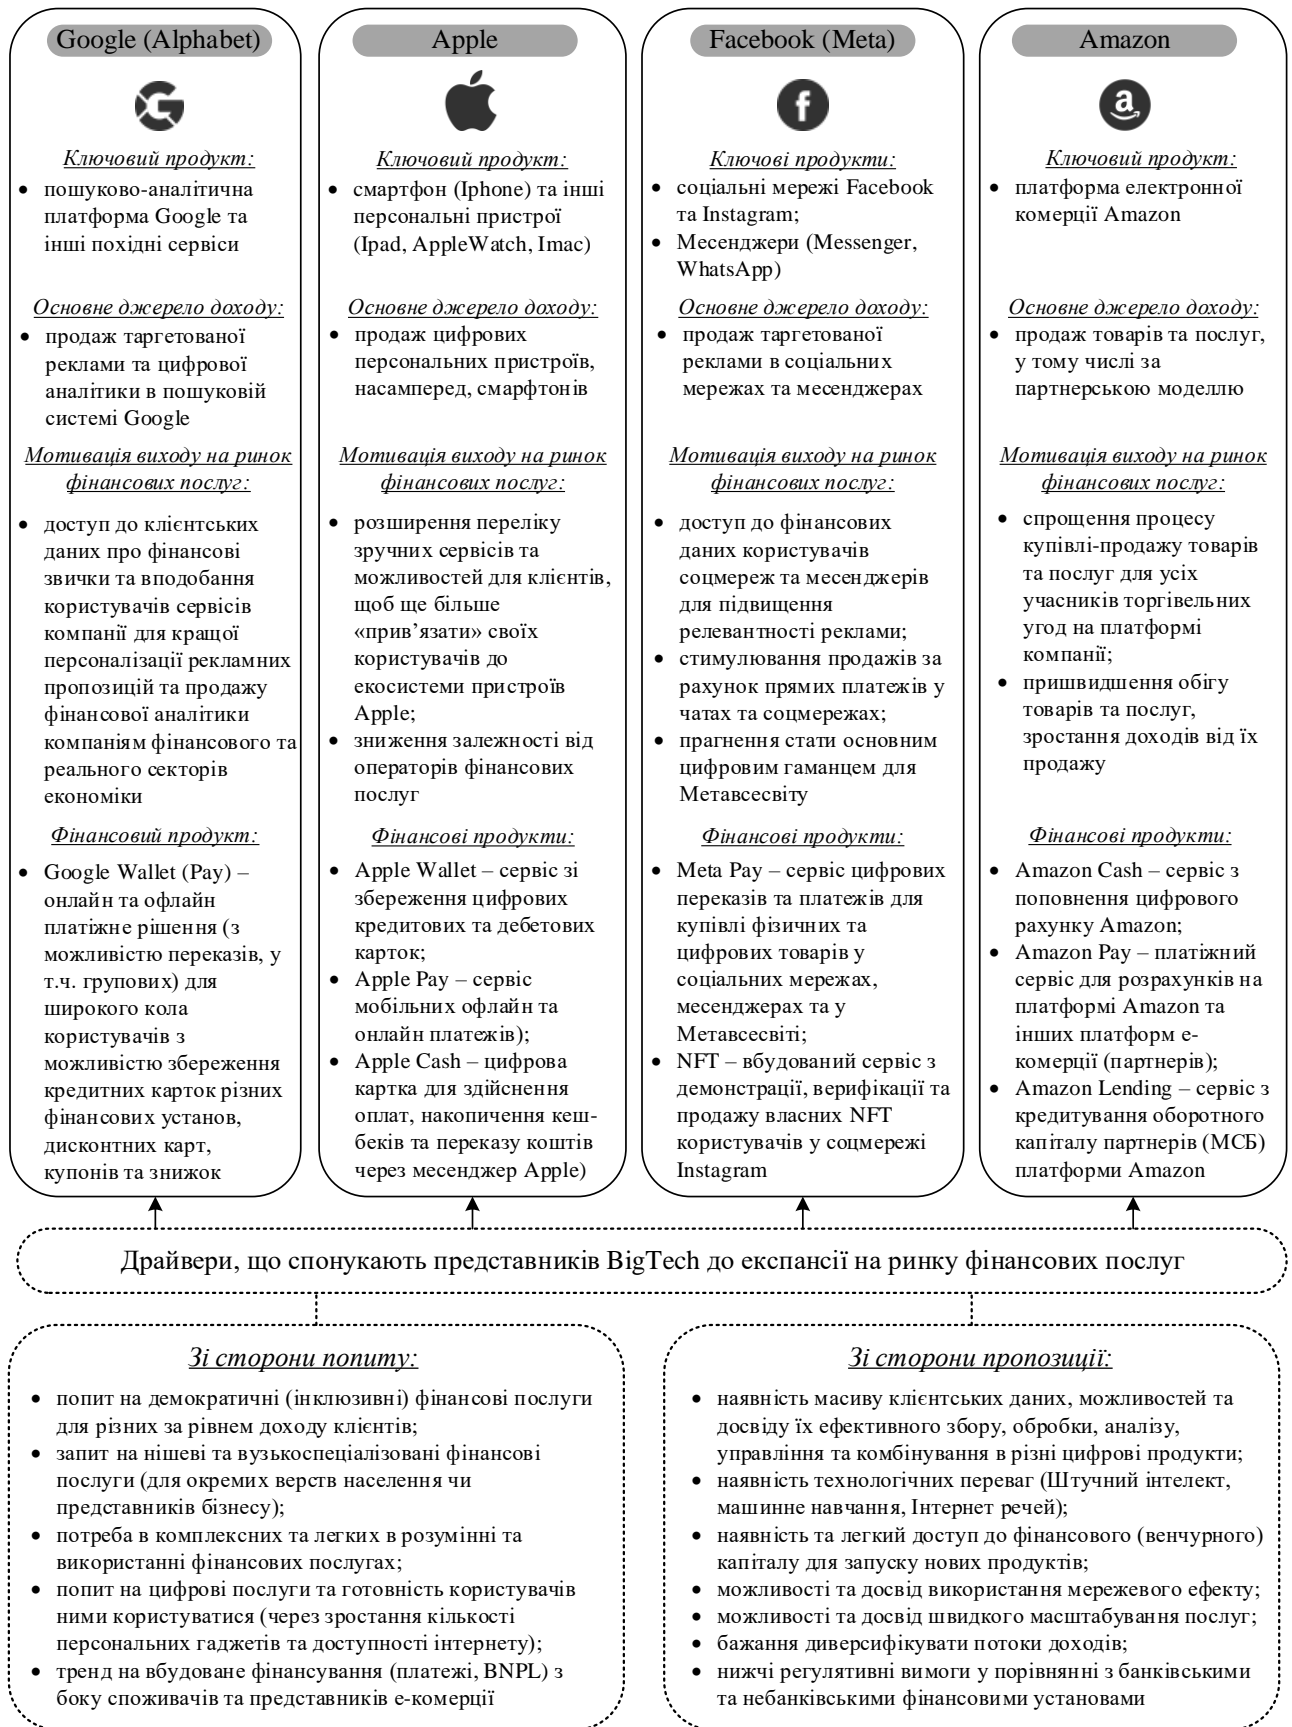 Google (Alphabet)
Ключовий продукт:
• пошуково-аналітична
платформа Google та
інші похідні сервіси
Основне джерело доходу:
• продаж таргетованої
реклами та цифрової
аналітики в пошуковій
системі Google
Мотивація виходу на ринок
фінансових послуг:
• доступ до клієнтських
даних про фінансові
звички та вподобання
користувачів сервісів
компанії для кращої
персоналізації рекламних
пропозицій та продажу
фінансової аналітики
компаніям фінансового та
реального секторів
економіки
Фінансовий продукт:
• Google Wallet (Pay) –
онлайн та офлайн
платіжне рішення (з
можливістю переказів, у
т.ч. групових) для
широкого кола
користувачів з
можливістю збереження
кредитних карток різних
фінансових установ,
дисконтних карт,
купонів та знижок
Apple
Ключовий продукт:
• смартфон (Iphone) та інші
персональні пристрої
(Ipad, AppleWatch, Imac)
Основне джерело доходу:
• продаж цифрових
персональних пристроїв,
насамперед, смарфтонів
Мотивація виходу на ринок
фінансових послуг:
• розширення переліку
зручних сервісів та
можливостей для клієнтів,
щоб ще більше
«прив’язати» своїх
користувачів до
екосистеми пристроїв
Apple;
• зниження залежності від
операторів фінансових
послуг
Фінансові продукти:
• Apple Wallet – сервіс зі
збереження цифрових
кредитових та дебетових
карток;
• Apple Pay – сервіс
мобільних офлайн та
онлайн платежів);
• Apple Cash – цифрова
картка для здійснення
оплат, накопичення кеш-
беків та переказу коштів
через месенджер Apple)
Facebook (Meta)
f
Ключові продукти:
• соціальні мережі Facebook
та Instagram;
• Месенджери (Messenger,
WhatsApp)
Основне джерело доходу:
• продаж таргетованої
реклами в соціальних
мережах та месенджерах
Мотивація виходу на ринок
фінансових послуг:
• доступ до фінансових
даних користувачів
соцмереж та месенджерів
для підвищення
релевантності реклами;
• стимулювання продажів за
рахунок прямих платежів у
чатах та соцмережах;
• прагнення стати основним
цифровим гаманцем для
Метавсесвіту
Фінансові продукти:
• Meta Pay – сервіс цифрових
переказів та платежів для
купівлі фізичних та
цифрових товарів у
соціальних мережах,
месенджерах та у
Метавсесвіті;
• NFT – вбудований сервіс з
демонстрації, верифікації та
продажу власних NFT
користувачів у соцмережі
Instagram
Amazon
a
Ключовий продукт:
• платформа електронної
комерції Amazon
Основне джерело доходу:
• продаж товарів та послуг,
у тому числі за
партнерською моделлю
Мотивація виходу на ринок
фінансових послуг:
• спрощення процесу
купівлі-продажу товарів
та послуг для усіх
учасників торгівельних
угод на платформі
компанії;
• пришвидшення обігу
товарів та послуг,
зростання доходів від їх
продажу
Фінансові продукти:
• Amazon Cash – сервіс з
поповнення цифрового
рахунку Amazon;
• Amazon Pay – платіжний
сервіс для розрахунків на
платформі Amazon та
інших платформ е-
комерції (партнерів);
• Amazon Lending – сервіс з
кредитування оборотного
капіталу партнерів (МСБ)
платформи Amazon
Драйвери, що спонукають представників BigTech до експансії на ринку фінансових послуг
Зі сторони попиту:
• попит на демократичні (інклюзивні) фінансові послуги
для різних за рівнем доходу клієнтів;
• запит на нішеві та вузькоспеціалізовані фінансові
послуги (для окремих верств населення чи
представників бізнесу);
• потреба в комплексних та легких в розумінні та
використанні фінансових послугах;
• попит на цифрові послуги та готовність користувачів
ними користуватися (через зростання кількості
персональних гаджетів та доступності інтернету);
• тренд на вбудоване фінансування (платежі, BNPL) з
боку споживачів та представників е-комерції
Зі сторони пропозиції:
• наявність масиву клієнтських даних, можливостей та
досвіду їх ефективного збору, обробки, аналізу,
управління та комбінування в різні цифрові продукти;
• наявність технологічних переваг (Штучний інтелект,
машинне навчання, Інтернет речей);
• наявність та легкий доступ до фінансового (венчурного)
капіталу для запуску нових продуктів;
• можливості та досвід використання мережевого ефекту;
• можливості та досвід швидкого масштабування послуг;
• бажання диверсифікувати потоки доходів;
• нижчі регулятивні вимоги у порівнянні з банківськими
та небанківськими фінансовими установами